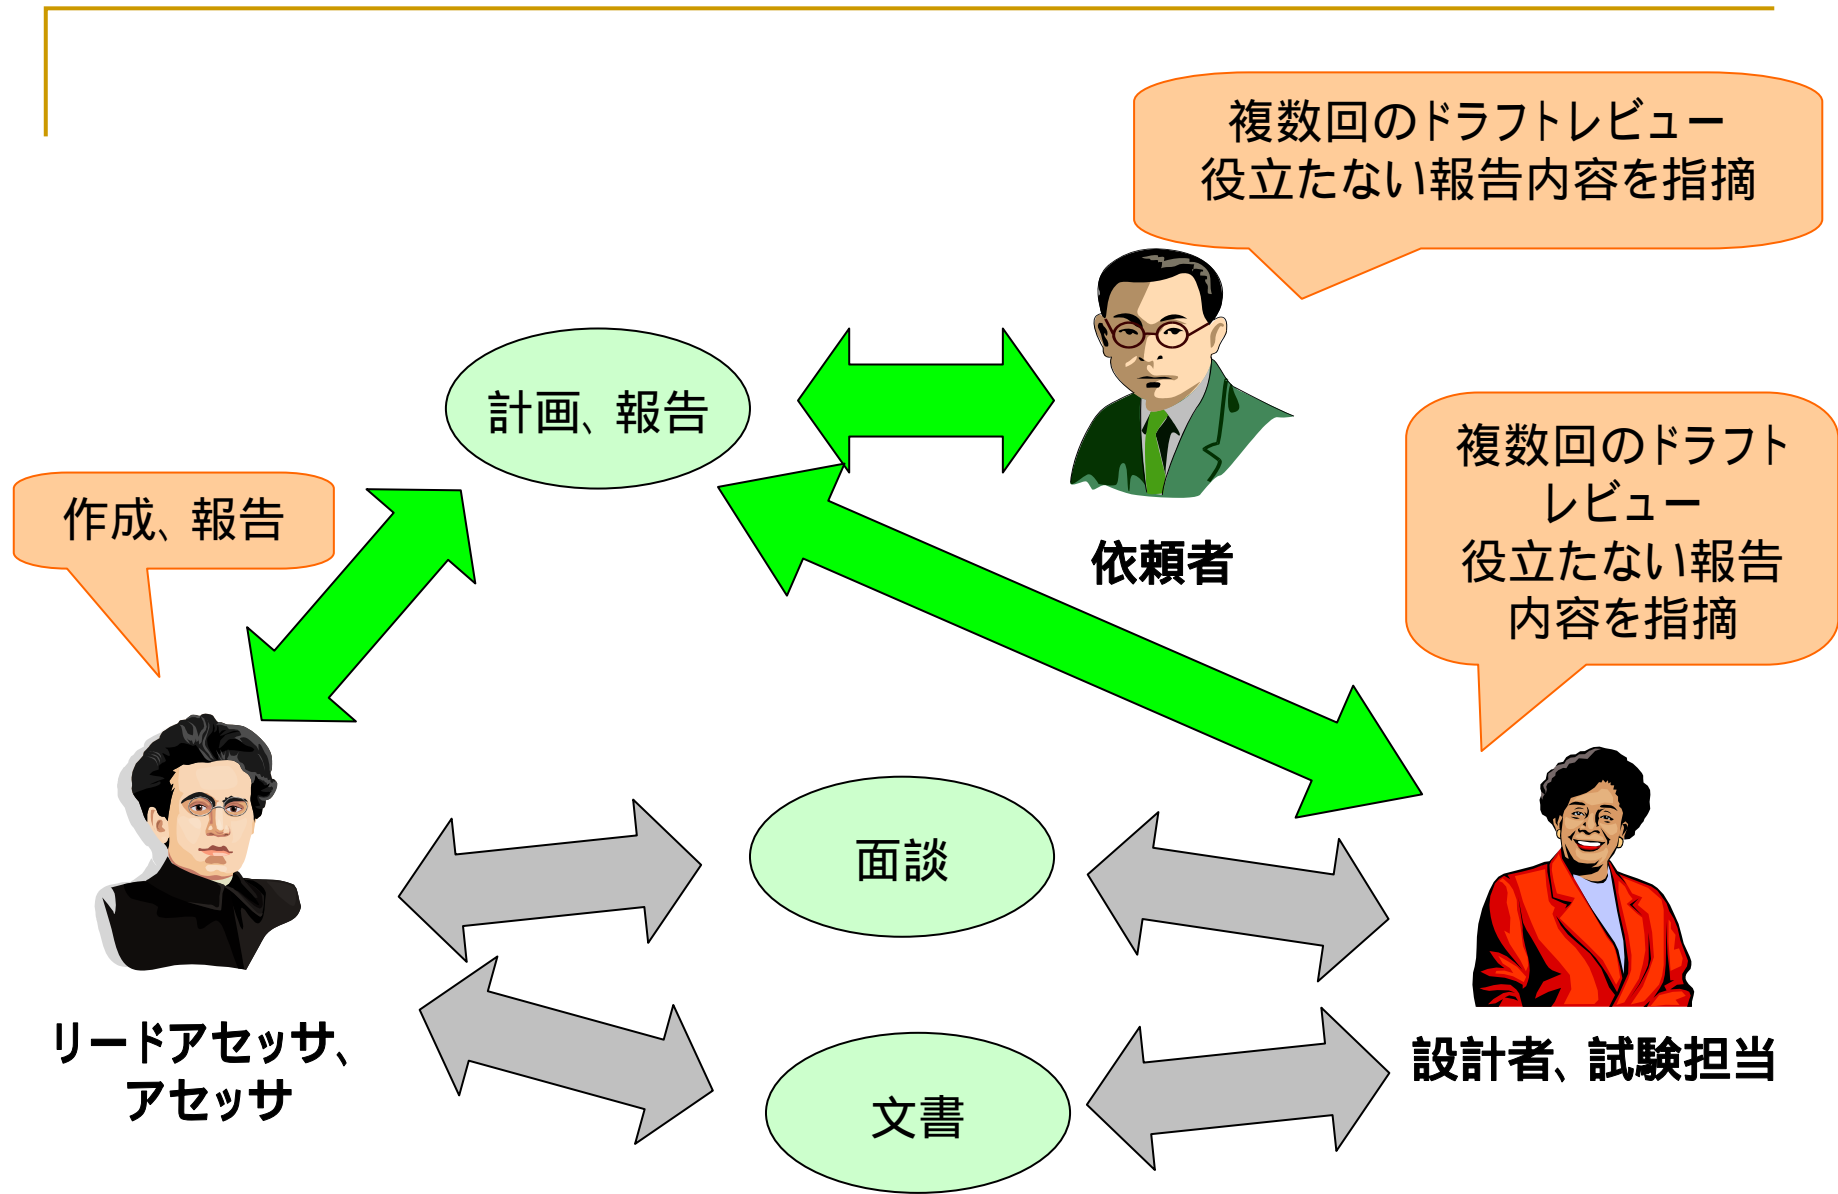 複数回のドラフトレビュー
役立たない報告内容を指摘
計画、報告
複数回のドラフト
レビュー
役立たない報告
内容を指摘
作成、報告
依頼者
面談
リードアセッサ、
アセッサ
設計者、試験担当
文書